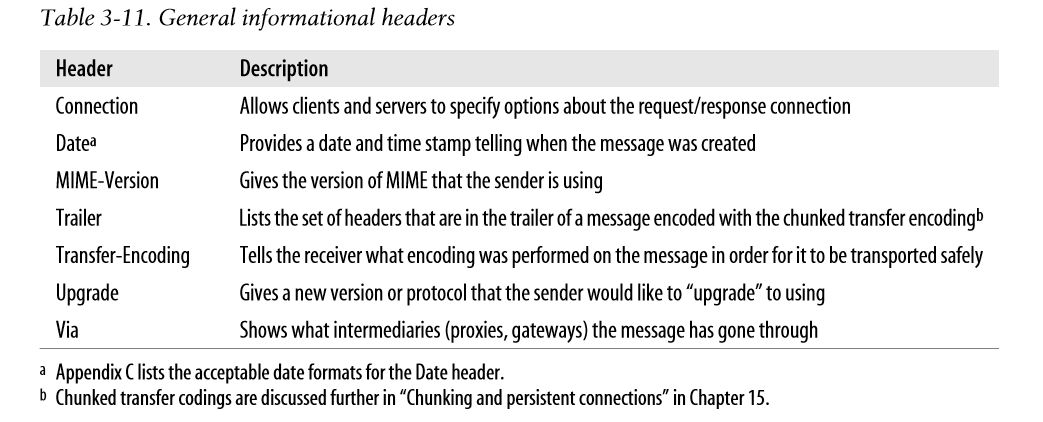 Table 3-11. General informational headers
Header Description
Connection Allows clients and servers to specify options about the request/response connection
Dateᵃ Provides a date and time stamp telling when the message was created
MIME-Version Gives the version of MIME that the sender is using
Trailer Lists the set of headers that are in the trailer of a message encoded with the chunked transfer encodingᵇ
Transfer-Encoding Tells the receiver what encoding was performed on the message in order for it to be transported safely
Upgrade Gives a new version or protocol that the sender would like to “upgrade” to using
Via Shows what intermediaries (proxies, gateways) the message has gone through
ᵃ Appendix C lists the acceptable date formats for the Date header.
ᵇ Chunked transfer codings are discussed further in “Chunking and persistent connections” in Chapter 15.